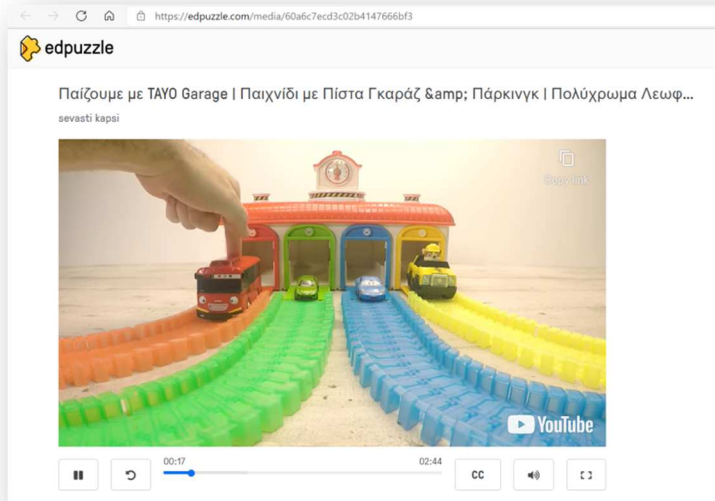 https://edpuzzle.com/media/60a6c7ecd3c02b4147666bf3
edpuzzle
Παίζουμε με TAYO Garage | Παιχνίδι με Πίστα Γκαράζ &amp; Πάρκινγκ | Πολύχρωμα Λεωφ...
sevasti kapsi
Copy link
YouTube
00:17
02:44
CC